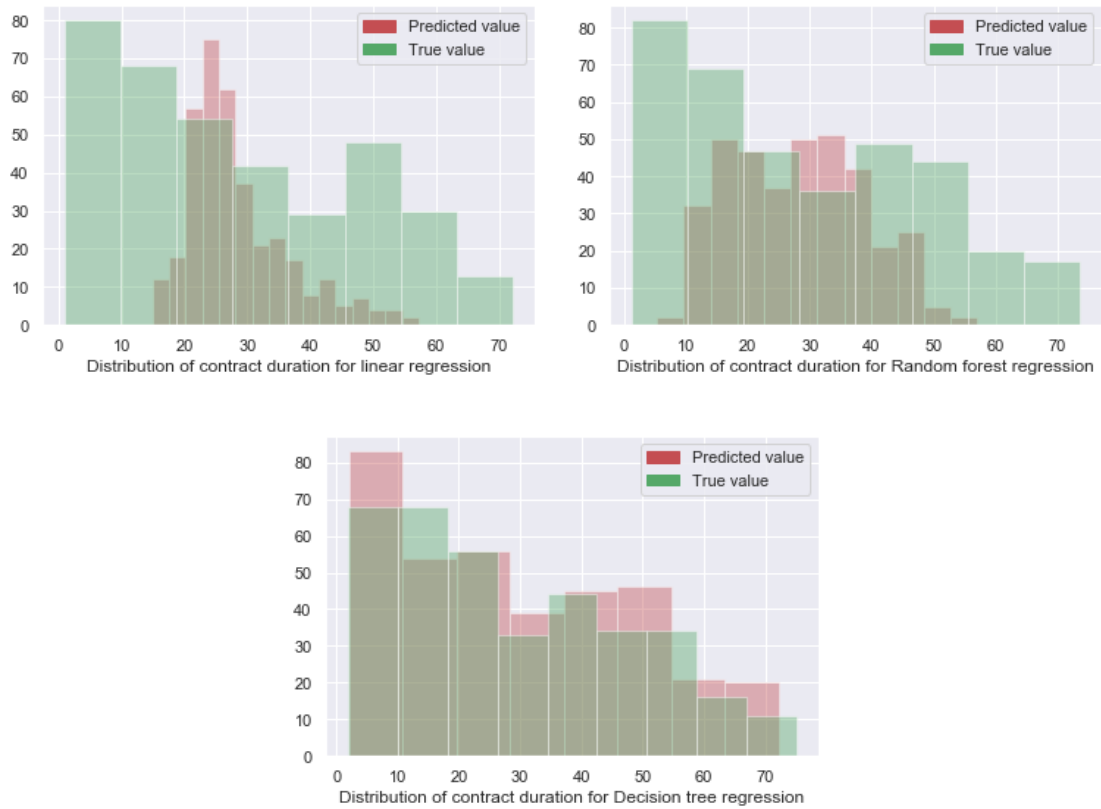 80
70
60
50
40
30
20
10
0
Predicted value
True value
0 10 20 30 40 50 60 70
Distribution of contract duration for linear regression
80
70
60
50
40
30
20
10
0
Predicted value
True value
0 10 20 30 40 50 60 70
Distribution of contract duration for Random forest regression
80
70
60
50
40
30
20
10
0
Predicted value
True value
0 10 20 30 40 50 60 70
Distribution of contract duration for Decision tree regression